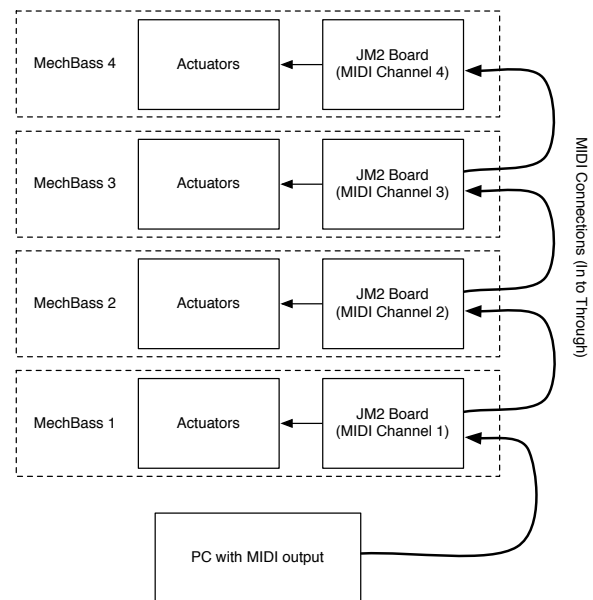 MechBass 4
Actuators
JM2 Board
(MIDI Channel 4)
MechBass 3
Actuators
JM2 Board
(MIDI Channel 3)
MechBass 2
Actuators
JM2 Board
(MIDI Channel 2)
MechBass 1
Actuators
JM2 Board
(MIDI Channel 1)
PC with MIDI output
MIDI Connections (In to Through)